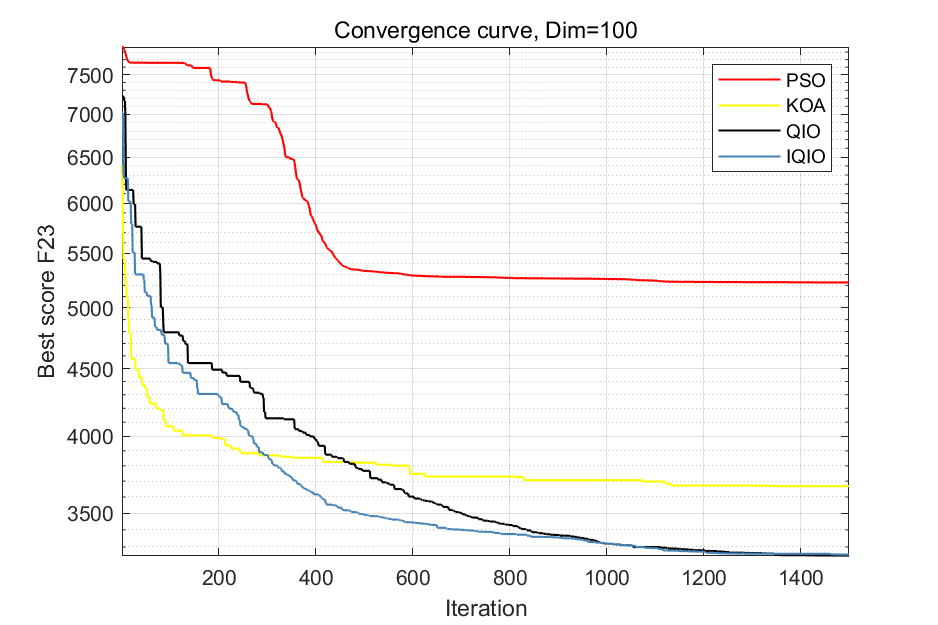 Convergence curve, Dim=100
Best score F23
7500
7000
6500
6000
5500
5000
4500
4000
3500
PSO
KOA
QIO
IQIO
200 400 600 800 1000 1200 1400
Iteration